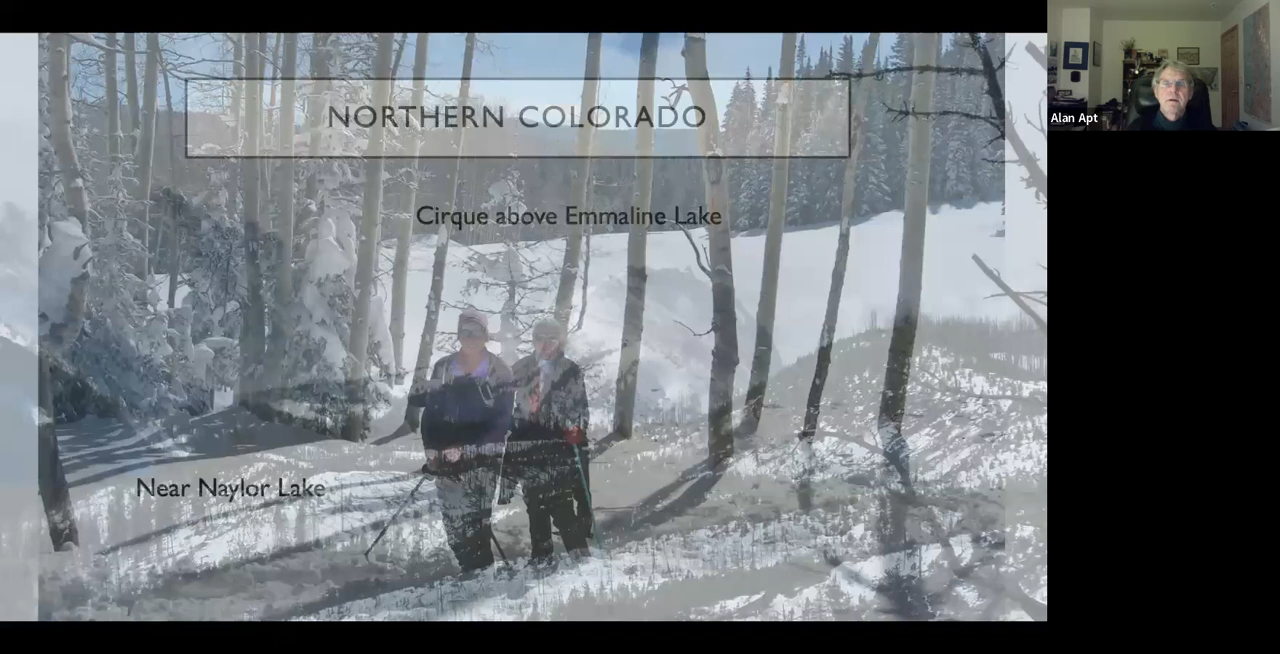 NORTHERN COLORADO
Alan Apt
Cirque above Emmaline Lake
Near Naylor Lake